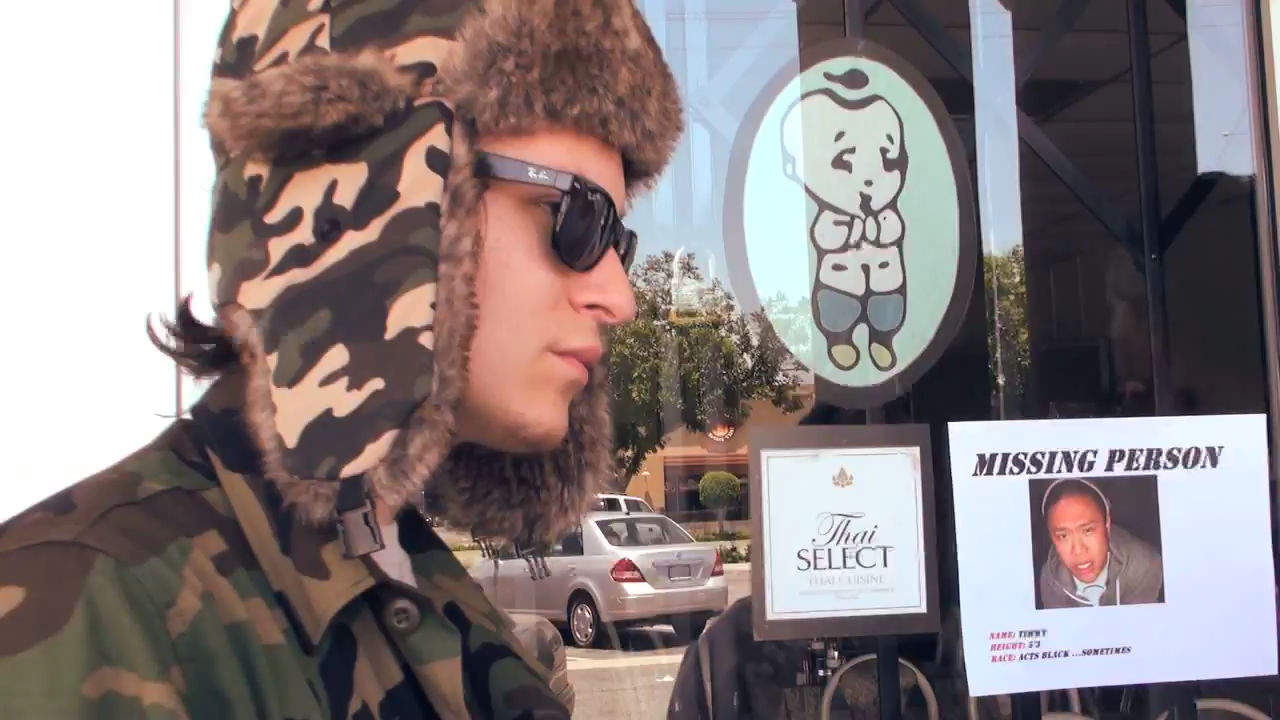 Ray-Ban
Thai
SELECT
THAI CUISINE
MISSING PERSON
NAME: TIMMY
HEIGHT: 5'3
RACE: ACTS BLACK ...SOMETIMES